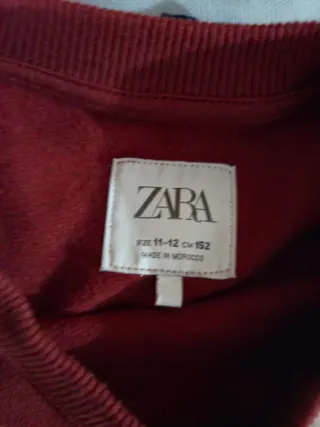 ZARA
SIZE 11-12 CM 152
MADE IN MOROCCO